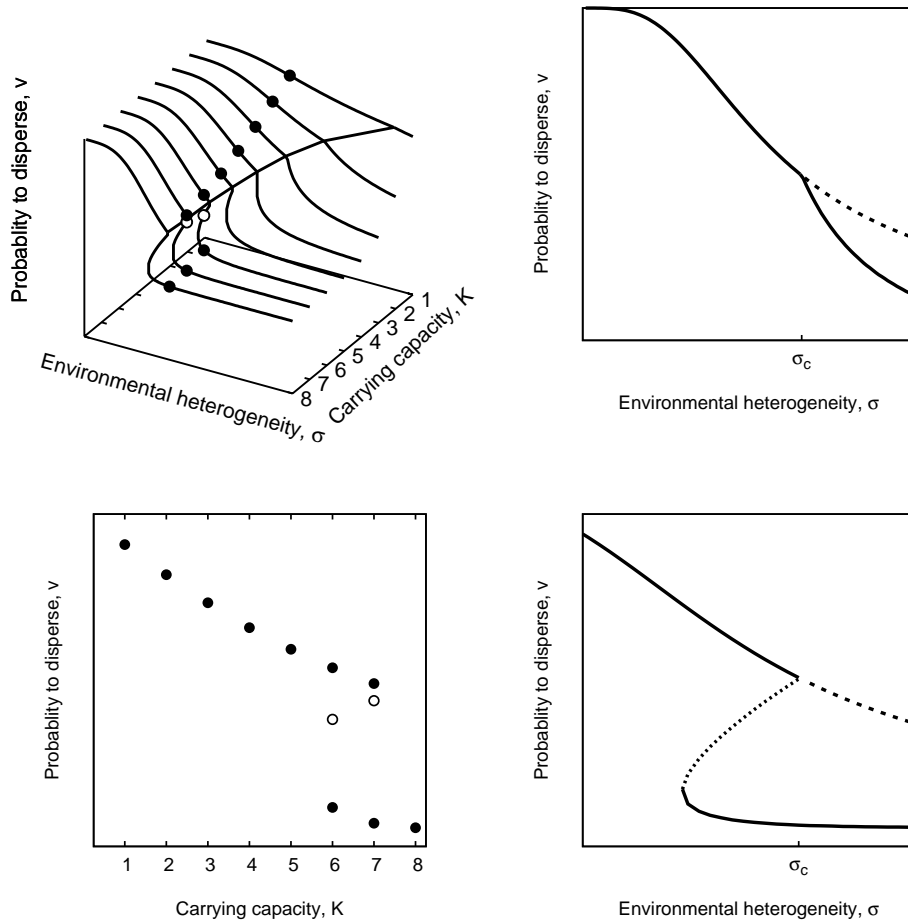 Probablity to disperse, v
Environmental heterogeneity, σ
Carrying capacity, K
1
2
3
4
5
6
7
8
Probablity to disperse, v
σc
Environmental heterogeneity, σ
Probablity to disperse, v
1 2 3 4 5 6 7 8
Carrying capacity, K
Probablity to disperse, v
σc
Environmental heterogeneity, σ